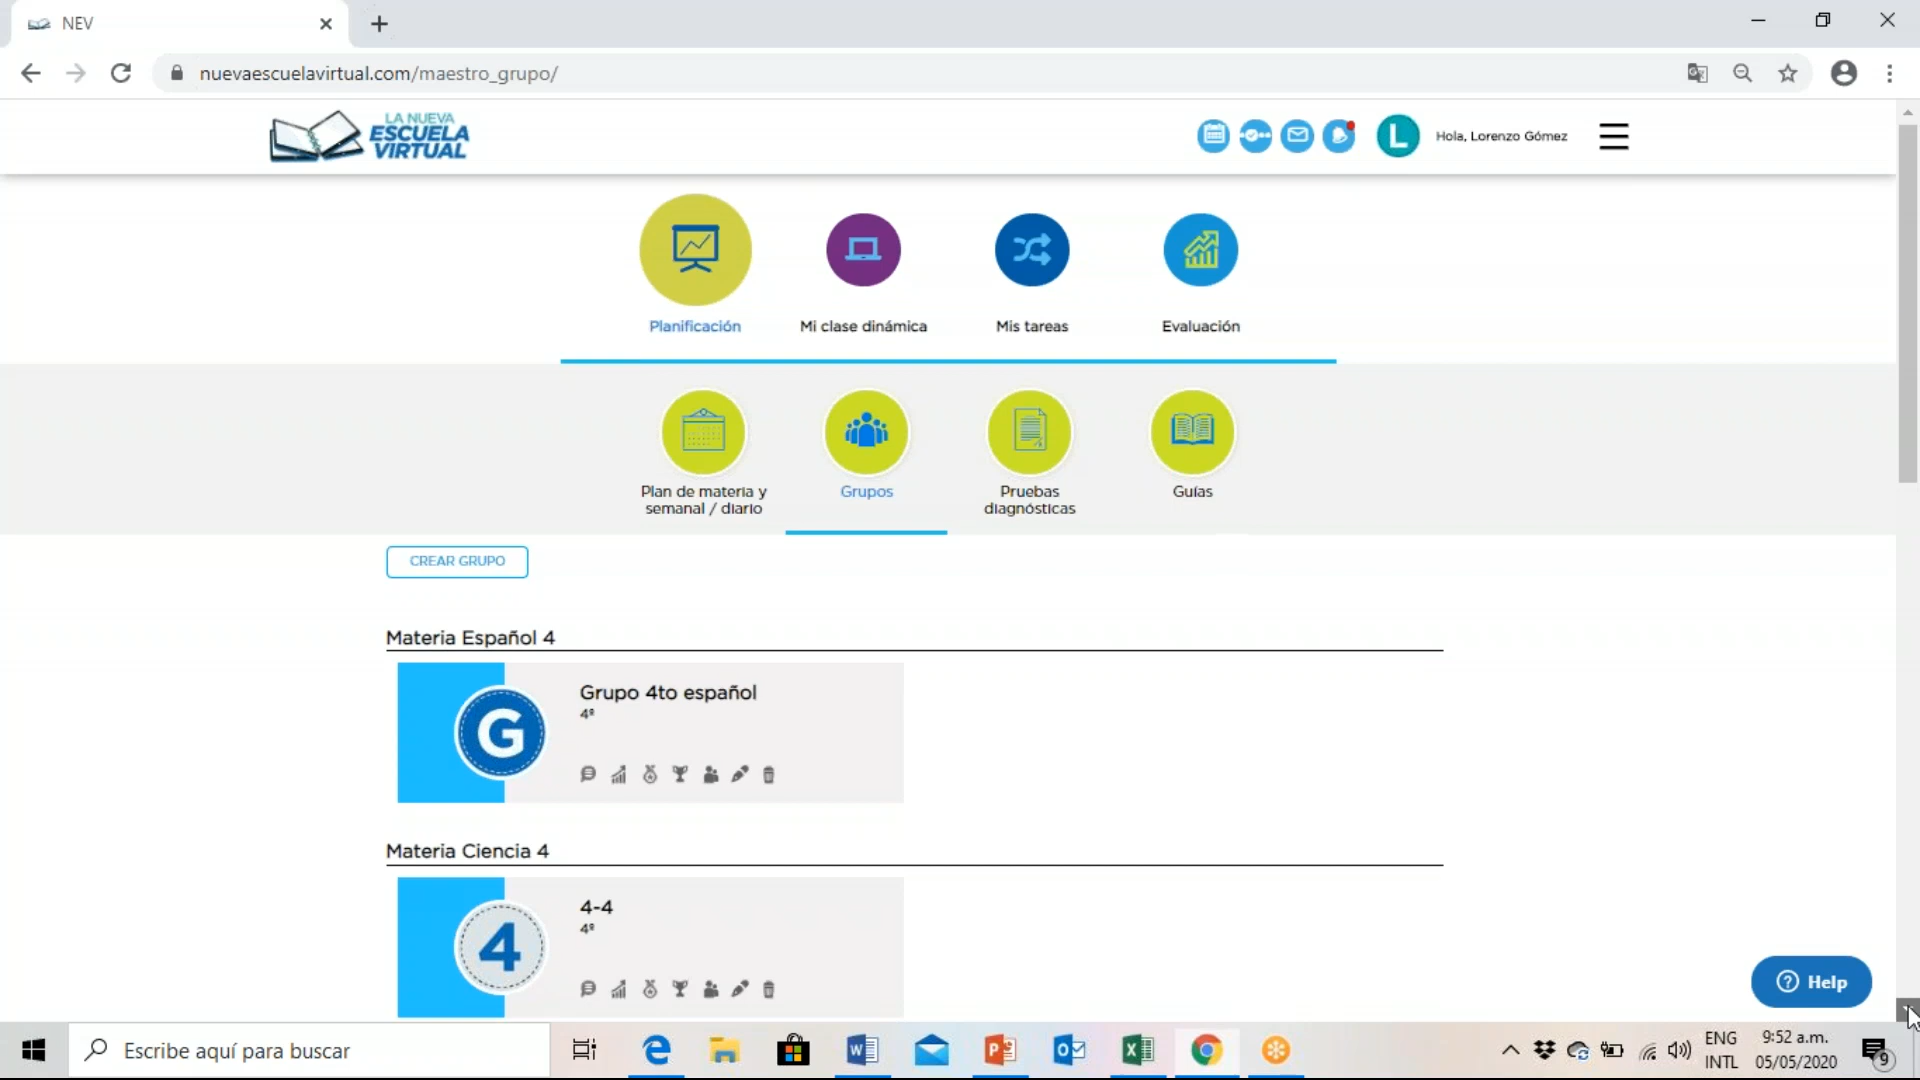 NEV
nuevaescuelavirtual.com/maestro_grupo/
LA NUEVA
ESCUELA
VIRTUAL
L
Hola, Lorenzo Gómez
Planificación
Mi clase dinámica
Mis tareas
Evaluación
Plan de materia y
semanal / diario
Grupos
Pruebas
diagnósticas
Guías
CREAR GRUPO
Materia Español 4
G
Grupo 4to español
4º
Materia Ciencia 4
4
4-4
4º
? Help
Escribe aquí para buscar
ENG
INTL
9:52 a.m.
05/05/2020
9